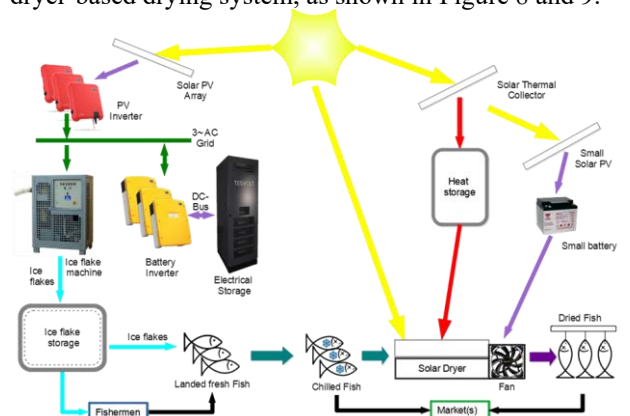 dryer-based drying system, as shown in Figure 8 and 9.
Solar PV
Array
PV
Inverter
3~AC
Grid
Solar Thermal
Collector
Small
Solar PV
Heat
storage
DC-
Bus
Ice
flakes
Ice flake
machine
Battery
Inverter
Electrical
Storage
Small battery
Ice flake
storage
Ice flakes
Landed fresh Fish
Chilled Fish
Solar Dryer
Fan
Dried Fish
Fishermen
Market(s)